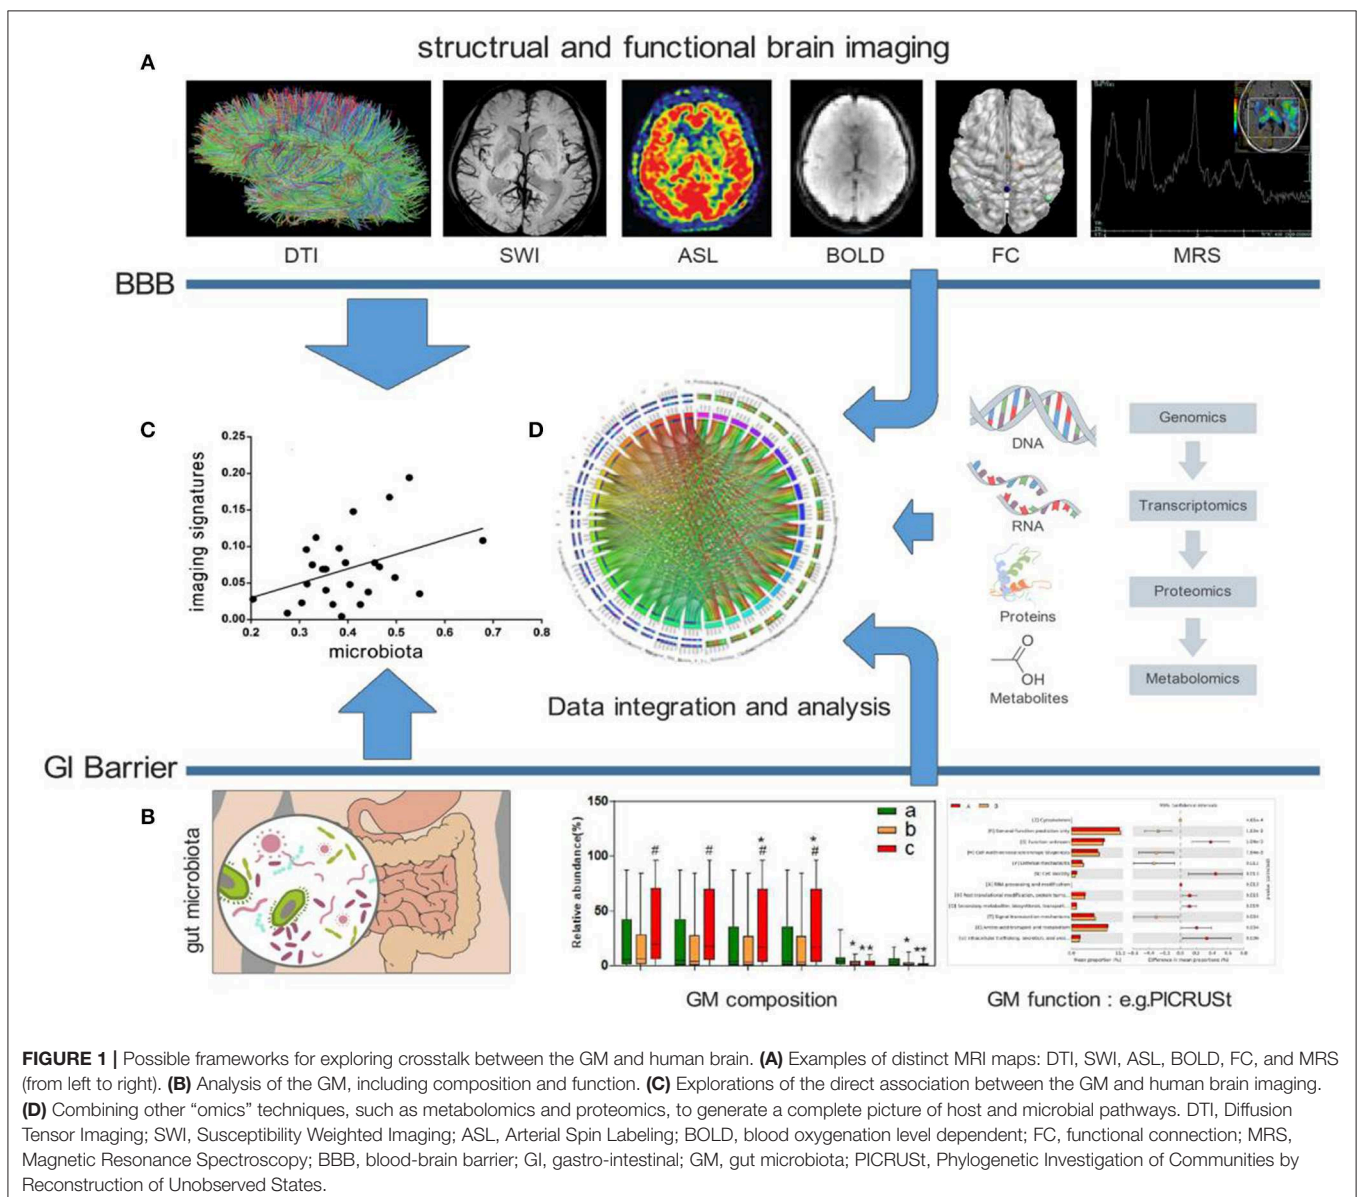 structrual and functional brain imaging
A
DTI
SWI
ASL
BOLD
FC
MRS
BBB
C
imaging signatures
0.25
0.20
0.15
0.10
0.05
0.00
0.2
0.3
0.4
0.5
0.6
0.7
0.8
microbiota
D
Data integration and analysis
DNA
RNA
Proteins
OH
O
Metabolites
Genomics
Transcriptomics
Proteomics
Metabolomics
GI Barrier
B
gut microbiota
Relative abundance(%)
150
100
50
0
a
b
c
#
#
*
#
*
#
*
**
*
**
GM composition
Mean proportion (%)
Difference in mean proportions (%)
GM function : e.g.PICRUSt
FIGURE 1 | Possible frameworks for exploring crosstalk between the GM and human brain. (A) Examples of distinct MRI maps: DTI, SWI, ASL, BOLD, FC, and MRS
(from left to right). (B) Analysis of the GM, including composition and function. (C) Explorations of the direct association between the GM and human brain imaging.
(D) Combining other “omics” techniques, such as metabolomics and proteomics, to generate a complete picture of host and microbial pathways. DTI, Diffusion
Tensor Imaging; SWI, Susceptibility Weighted Imaging; ASL, Arterial Spin Labeling; BOLD, blood oxygenation level dependent; FC, functional connection; MRS,
Magnetic Resonance Spectroscopy; BBB, blood-brain barrier; GI, gastro-intestinal; GM, gut microbiota; PICRUSt, Phylogenetic Investigation of Communities by
Reconstruction of Unobserved States.